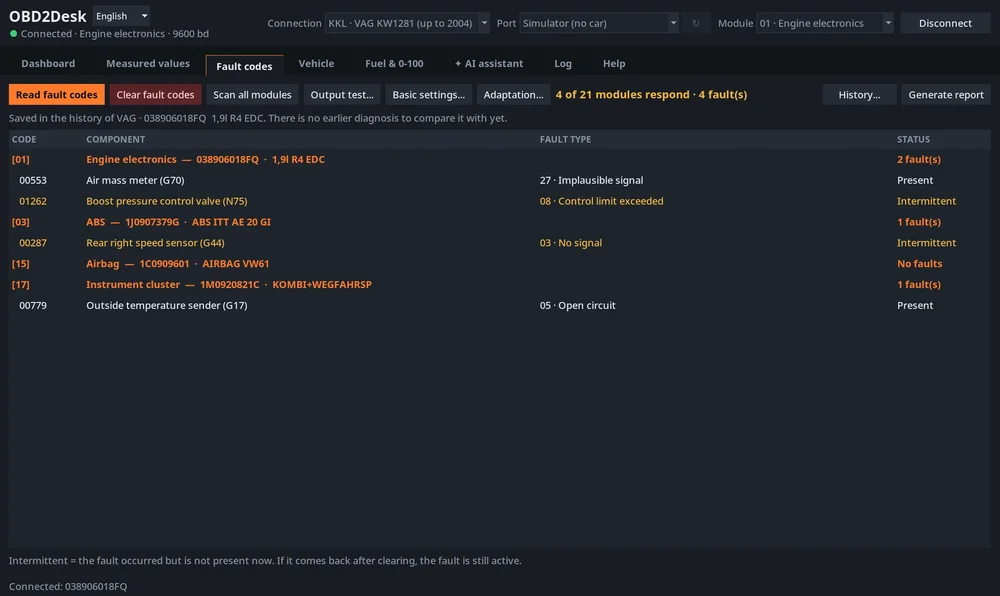 OBD2Desk English
Connected · Engine electronics · 9600 bd
Connection KKL · VAG KW1281 (up to 2004) Port Simulator (no car) Module 01 · Engine electronics Disconnect
Dashboard Measured values Fault codes Vehicle Fuel & 0-100 AI assistant Log Help
Read fault codes Clear fault codes Scan all modules Output test... Basic settings... Adaptation... 4 of 21 modules respond · 4 fault(s) History... Generate report
Saved in the history of VAG · 038906018FQ 1,9l R4 EDC. There is no earlier diagnosis to compare it with yet.
CODE COMPONENT FAULT TYPE STATUS
[01] Engine electronics — 038906018FQ · 1,9l R4 EDC 2 fault(s)
00553 Air mass meter (G70) 27 · Implausible signal Present
01262 Boost pressure control valve (N75) 08 · Control limit exceeded Intermittent
[03] ABS — 1J0907379G · ABS ITT AE 20 GI 1 fault(s)
00287 Rear right speed sensor (G44) 03 · No signal Intermittent
[15] Airbag — 1C0909601 · AIRBAG VW61 No faults
[17] Instrument cluster — 1M0920821C · KOMBI+WEGFAHRSP 1 fault(s)
00779 Outside temperature sender (G17) 05 · Open circuit Present
Intermittent = the fault occurred but is not present now. If it comes back after clearing, the fault is still active.
Connected: 038906018FQ